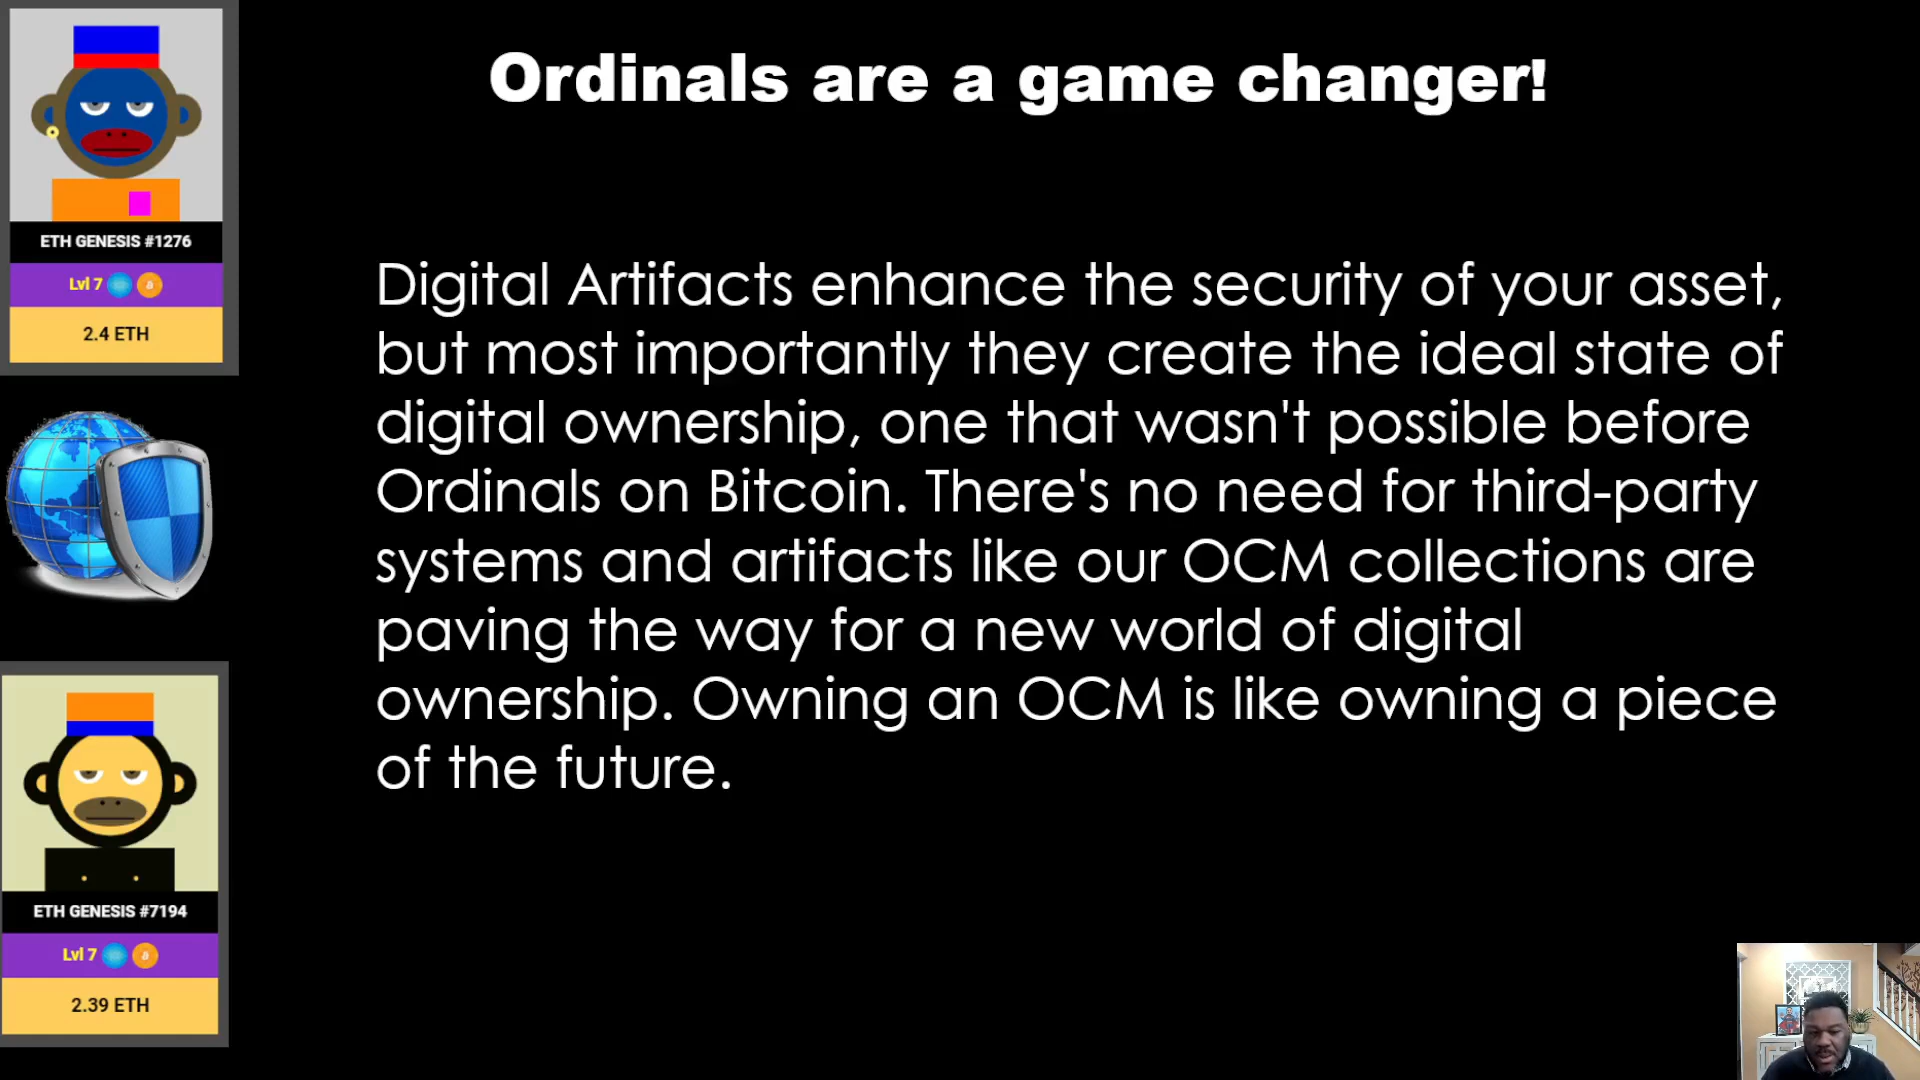 Ordinals are a game changer!
ETH GENESIS #1276
Lvl 7
2.4 ETH
Digital Artifacts enhance the security of your asset,
but most importantly they create the ideal state of
digital ownership, one that wasn't possible before
Ordinals on Bitcoin. There's no need for third-party
systems and artifacts like our OCM collections are
paving the way for a new world of digital
ownership. Owning an OCM is like owning a piece
of the future.
ETH GENESIS #7194
Lvl 7
2.39 ETH